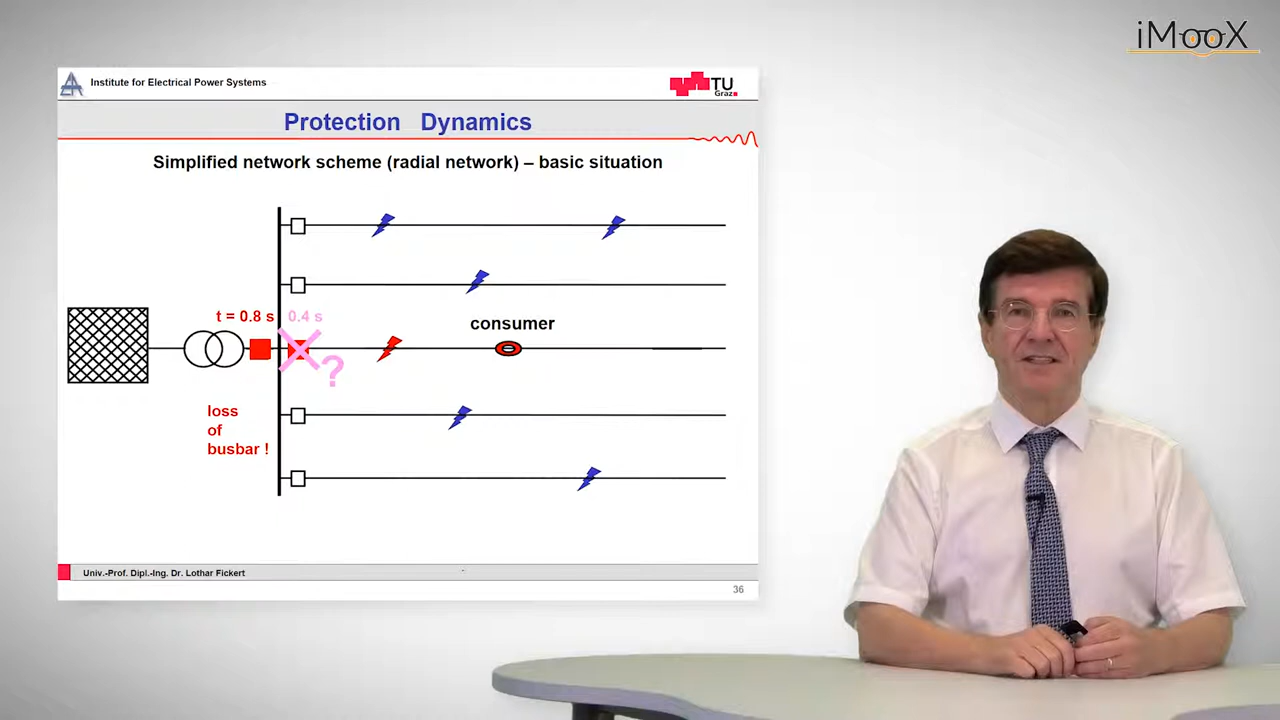 iMooX
Institute for Electrical Power Systems
TU
Graz
Protection Dynamics
Simplified network scheme (radial network) – basic situation
t = 0.8 s 0.4 s
consumer
?
loss
of
busbar !
Univ.-Prof. Dipl.-Ing. Dr. Lothar Fickert
36